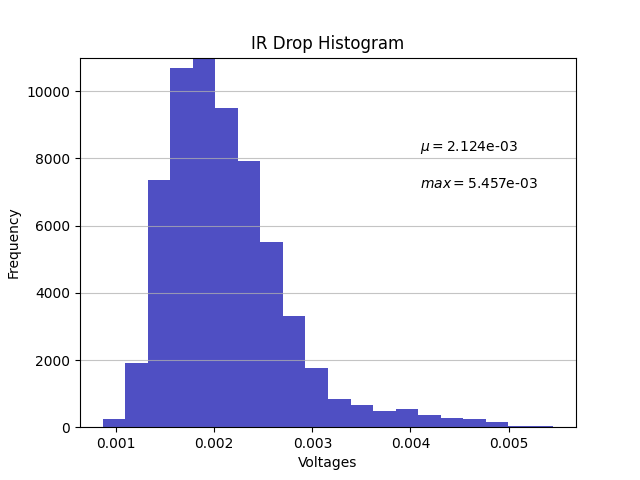 IR Drop Histogram
10000
8000
6000
4000
2000
0
Frequency
μ = 2.124e-03
max = 5.457e-03
0.001 0.002 0.003 0.004 0.005
Voltages